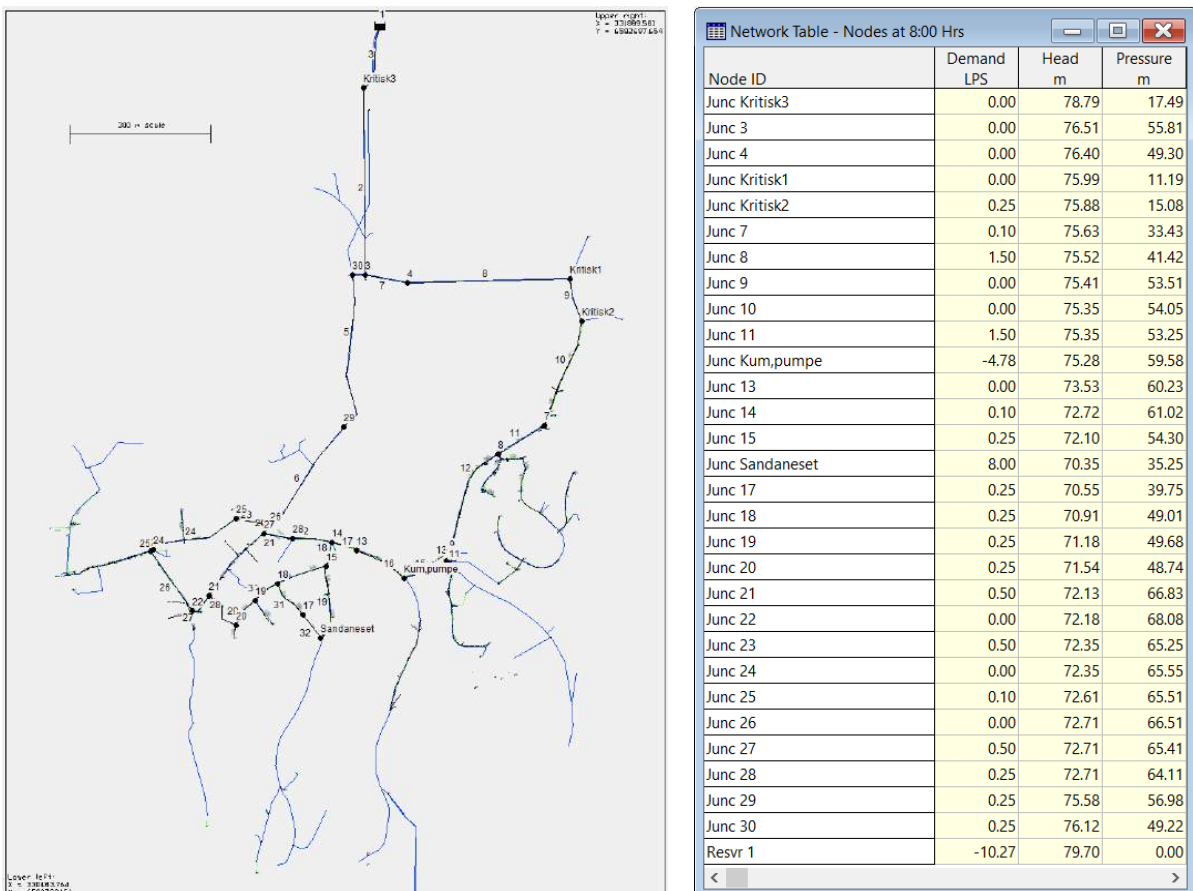 1
Upper right:
3
Kritisk3
300 m scale
2
30 3
4
8
Kritisk1
7
9
Kritisk2
5
10
29
7
11
8
6
12
25
23
26
27
24
28
14
21
17 13
25 24
18
15
16
Kum,pumpe
11
26
21
18
19
19
22
31
17
27
28
20
20
32
Sandaneset
Lower left:
Network Table - Nodes at 8:00 Hrs
Node ID Demand LPS Head m Pressure m
Junc Kritisk3 0.00 78.79 17.49
Junc 3 0.00 76.51 55.81
Junc 4 0.00 76.40 49.30
Junc Kritisk1 0.00 75.99 11.19
Junc Kritisk2 0.25 75.88 15.08
Junc 7 0.10 75.63 33.43
Junc 8 1.50 75.52 41.42
Junc 9 0.00 75.41 53.51
Junc 10 0.00 75.35 54.05
Junc 11 1.50 75.35 53.25
Junc Kum,pumpe -4.78 75.28 59.58
Junc 13 0.00 73.53 60.23
Junc 14 0.10 72.72 61.02
Junc 15 0.25 72.10 54.30
Junc Sandaneset 8.00 70.35 35.25
Junc 17 0.25 70.55 39.75
Junc 18 0.25 70.91 49.01
Junc 19 0.25 71.18 49.68
Junc 20 0.25 71.54 48.74
Junc 21 0.50 72.13 66.83
Junc 22 0.00 72.18 68.08
Junc 23 0.50 72.35 65.25
Junc 24 0.00 72.35 65.55
Junc 25 0.10 72.61 65.51
Junc 26 0.00 72.71 66.51
Junc 27 0.50 72.71 65.41
Junc 28 0.25 72.71 64.11
Junc 29 0.25 75.58 56.98
Junc 30 0.25 76.12 49.22
Resvr 1 -10.27 79.70 0.00